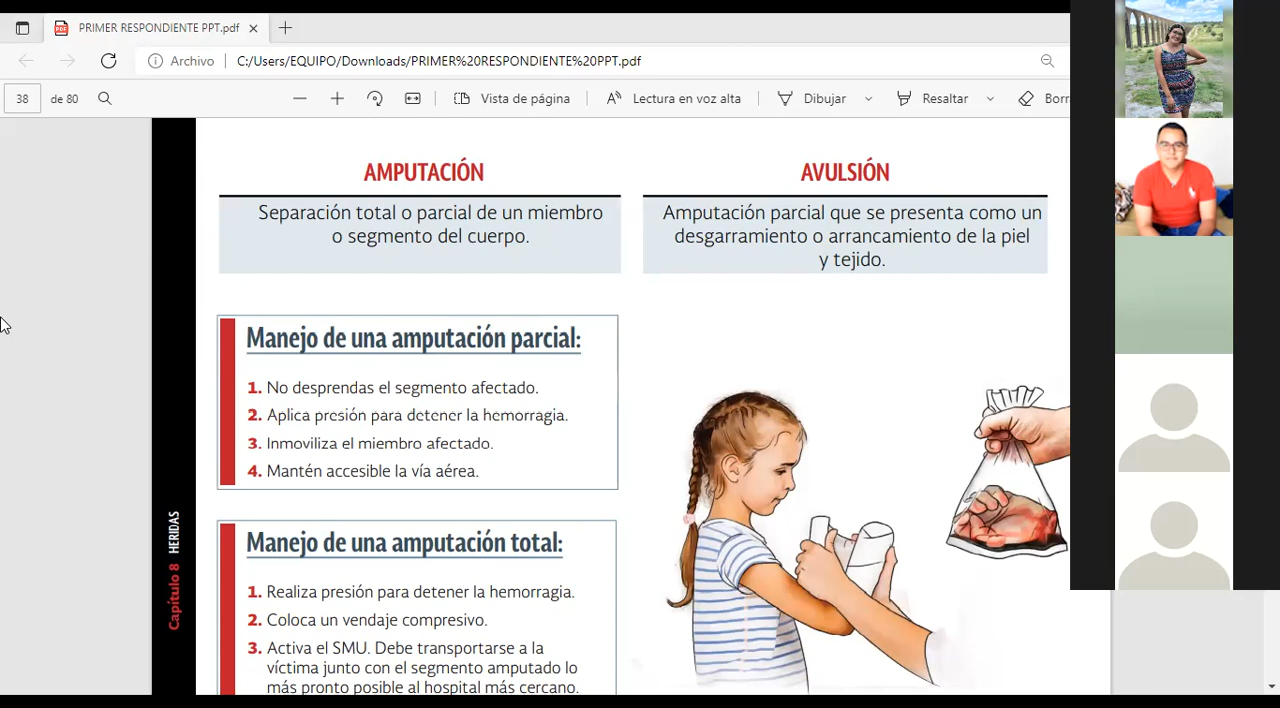 PRIMER RESPONDIENTE PPT.pdf
Archivo
C:/Users/EQUIPO/Downloads/PRIMER%20RESPONDIENTE%20PPT.pdf
38 de 80
Vista de página
Lectura en voz alta
Dibujar
Resaltar
Borr
AMPUTACIÓN
Separación total o parcial de un miembro
o segmento del cuerpo.
AVULSIÓN
Amputación parcial que se presenta como un
desgarramiento o arrancamiento de la piel
y tejido.
Manejo de una amputación parcial:
1. No desprendas el segmento afectado.
2. Aplica presión para detener la hemorragia.
3. Inmoviliza el miembro afectado.
4. Mantén accesible la vía aérea.
Manejo de una amputación total:
1. Realiza presión para detener la hemorragia.
2. Coloca un vendaje compresivo.
3. Activa el SMU. Debe transportarse a la
víctima junto con el segmento amputado lo
más pronto posible al hospital más cercano.
Capítulo 8 HERIDAS